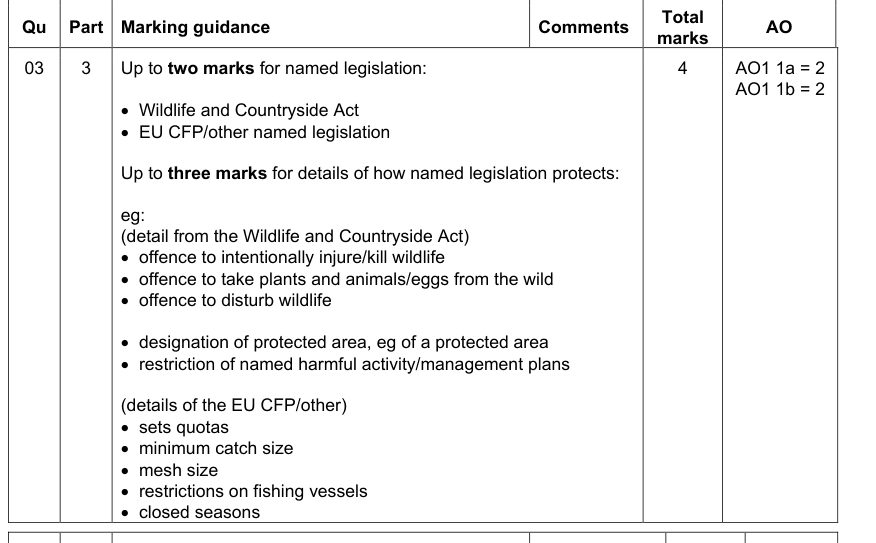 Qu Part Marking guidance Comments Total marks AO
03 3 Up to two marks for named legislation: 4 AO1 1a = 2
AO1 1b = 2
• Wildlife and Countryside Act
• EU CFP/other named legislation
Up to three marks for details of how named legislation protects:
eg:
(detail from the Wildlife and Countryside Act)
• offence to intentionally injure/kill wildlife
• offence to take plants and animals/eggs from the wild
• offence to disturb wildlife
• designation of protected area, eg of a protected area
• restriction of named harmful activity/management plans
(details of the EU CFP/other)
• sets quotas
• minimum catch size
• mesh size
• restrictions on fishing vessels
• closed seasons